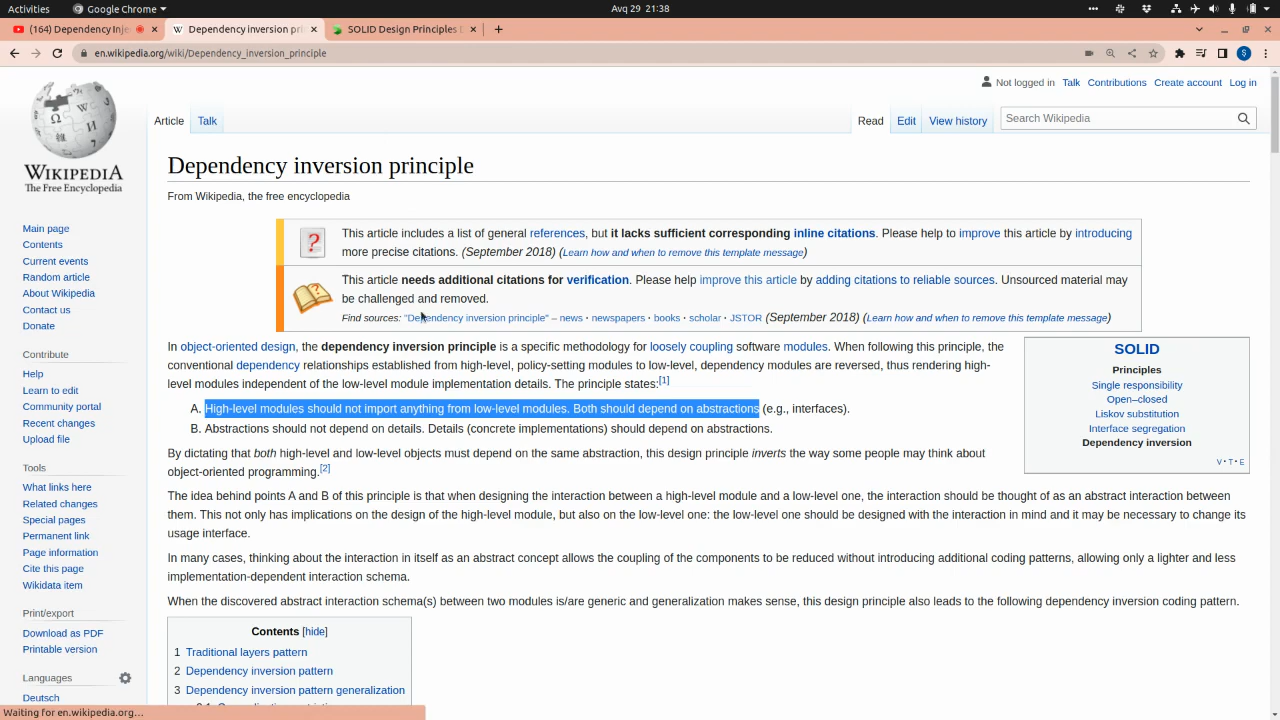 Activities
Google Chrome
Avq 29 21:38
(164) Dependency Inje
Dependency inversion pri
SOLID Design Principles
en.wikipedia.org/wiki/Dependency_inversion_principle
WIKIPEDIA
The Free Encyclopedia
Main page
Contents
Current events
Random article
About Wikipedia
Contact us
Donate
Contribute
Help
Learn to edit
Community portal
Recent changes
Upload file
Tools
What links here
Related changes
Special pages
Permanent link
Page information
Cite this page
Wikidata item
Print/export
Download as PDF
Printable version
Languages
Deutsch
Not logged in Talk Contributions Create account Log in
Article Talk
Read Edit View history
Search Wikipedia
Dependency inversion principle
From Wikipedia, the free encyclopedia
This article includes a list of general references, but it lacks sufficient corresponding inline citations. Please help to improve this article by introducing
more precise citations. (September 2018) (Learn how and when to remove this template message)
This article needs additional citations for verification. Please help improve this article by adding citations to reliable sources. Unsourced material may
be challenged and removed.
Find sources: "Dependency inversion principle" – news · newspapers · books · scholar · JSTOR (September 2018) (Learn how and when to remove this template message)
In object-oriented design, the dependency inversion principle is a specific methodology for loosely coupling software modules. When following this principle, the
conventional dependency relationships established from high-level, policy-setting modules to low-level, dependency modules are reversed, thus rendering high-
level modules independent of the low-level module implementation details. The principle states:[1]
A. High-level modules should not import anything from low-level modules. Both should depend on abstractions (e.g., interfaces).
B. Abstractions should not depend on details. Details (concrete implementations) should depend on abstractions.
By dictating that both high-level and low-level objects must depend on the same abstraction, this design principle inverts the way some people may think about
object-oriented programming.[2]
The idea behind points A and B of this principle is that when designing the interaction between a high-level module and a low-level one, the interaction should be thought of as an abstract interaction between
them. This not only has implications on the design of the high-level module, but also on the low-level one: the low-level one should be designed with the interaction in mind and it may be necessary to change its
usage interface.
In many cases, thinking about the interaction in itself as an abstract concept allows the coupling of the components to be reduced without introducing additional coding patterns, allowing only a lighter and less
implementation-dependent interaction schema.
When the discovered abstract interaction schema(s) between two modules is/are generic and generalization makes sense, this design principle also leads to the following dependency inversion coding pattern.
SOLID
Principles
Single responsibility
Open–closed
Liskov substitution
Interface segregation
Dependency inversion
V · T · E
Contents [hide]
1 Traditional layers pattern
2 Dependency inversion pattern
3 Dependency inversion pattern generalization
Waiting for en.wikipedia.org...